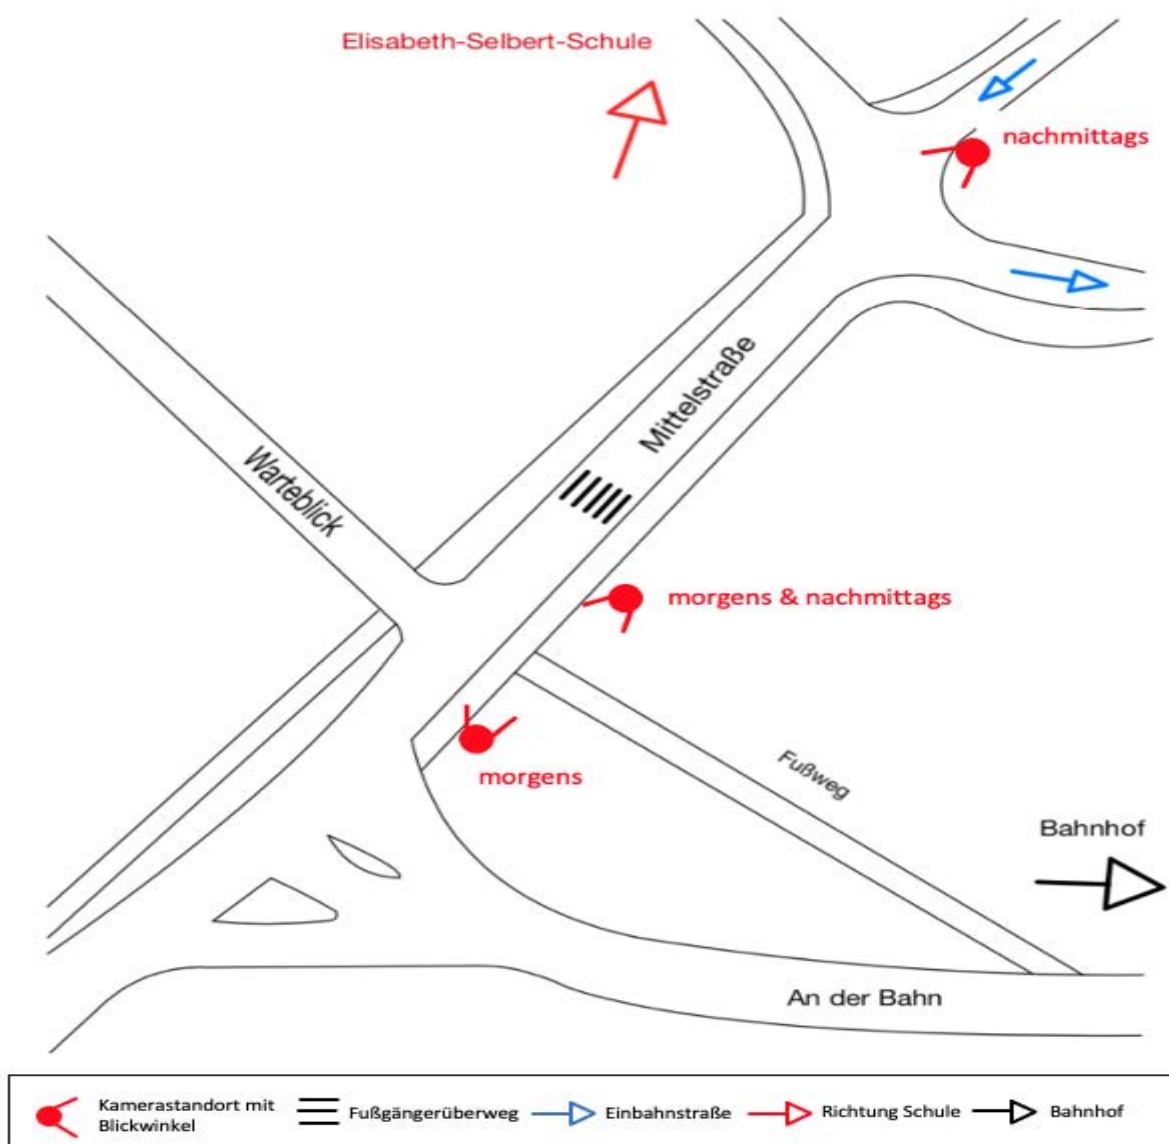 Elisabeth-Selbert-Schule
nachmittags
Mittelstraße
Warteblick
morgens & nachmittags
morgens
Fußweg
Bahnhof
An der Bahn
Kamerastandort mit
Blickwinkel
Fußgängerüberweg
Einbahnstraße
Richtung Schule
Bahnhof